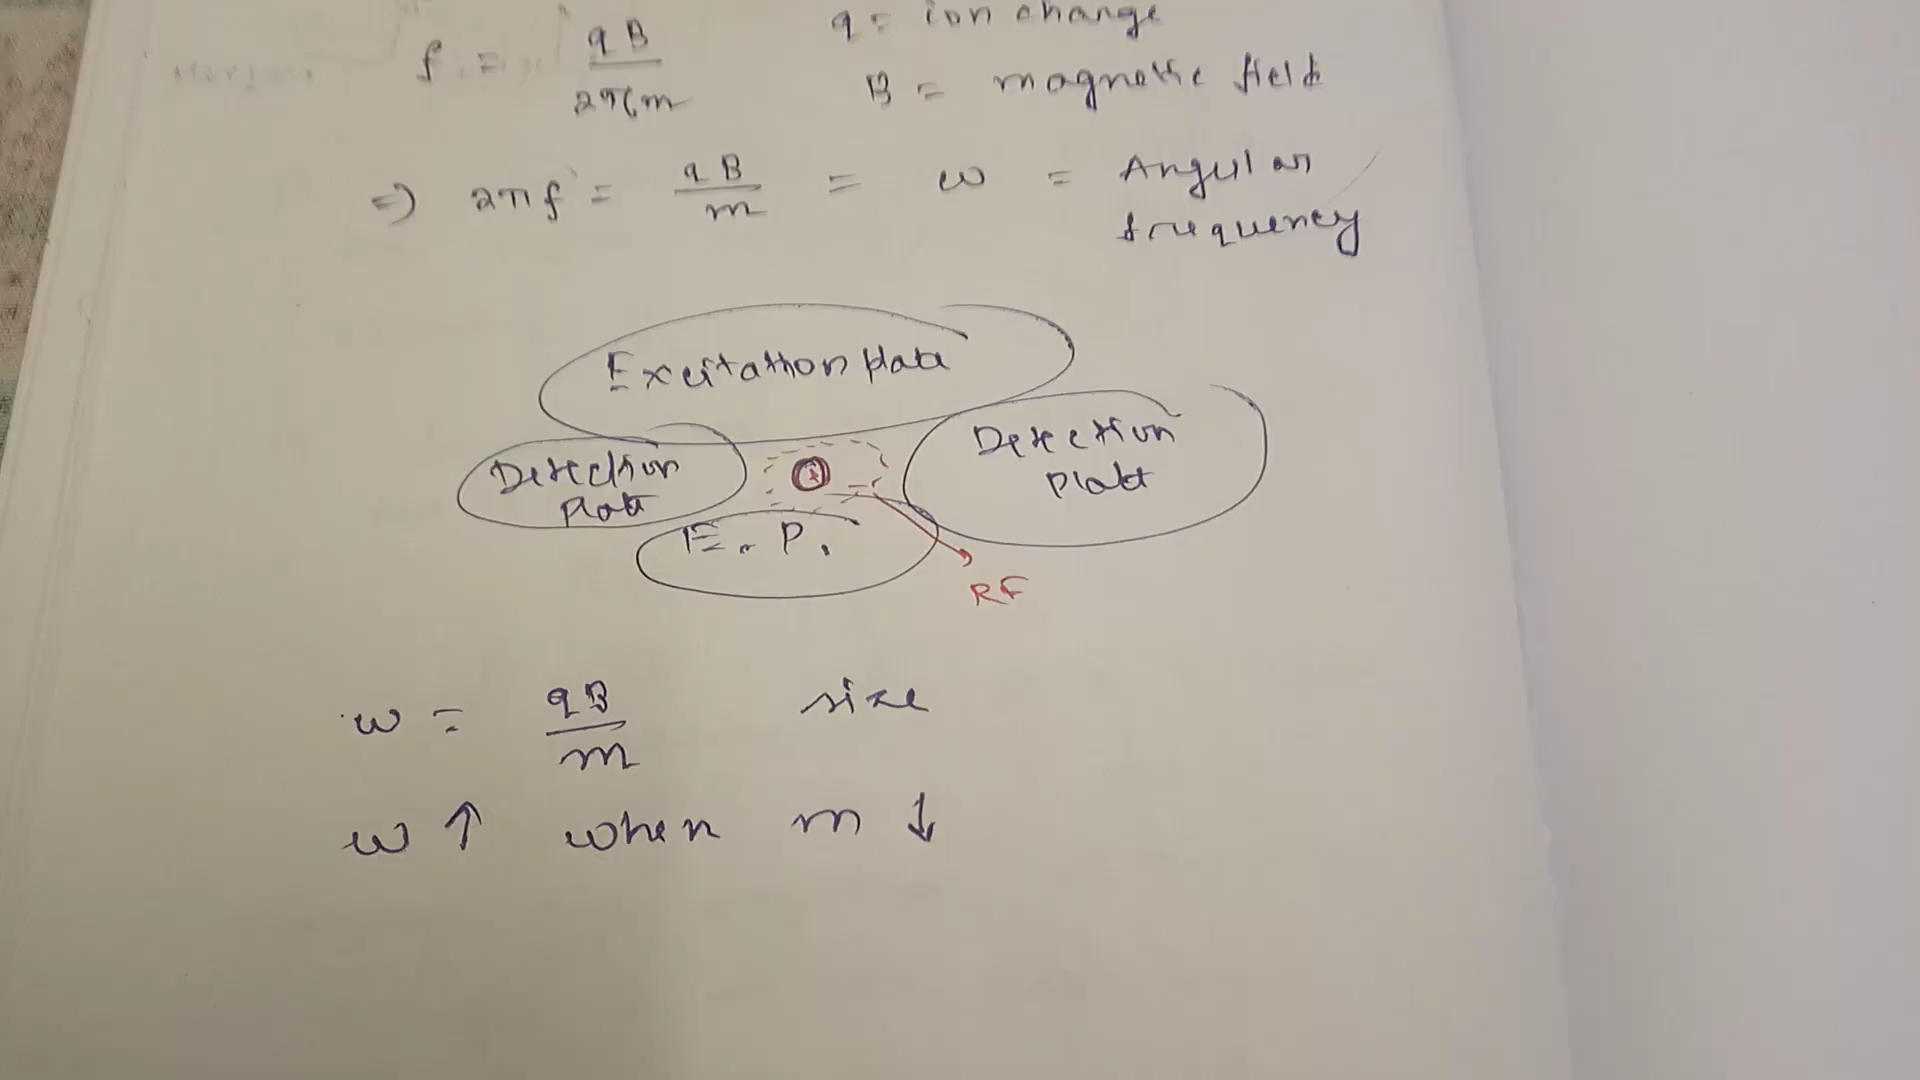 f = qB / 2πm
q = ion change
B = magnetic field
=) 2πf = qB / m = w = Angular
frequency
Excitation plate
Detection
plate
Detection
plate
E. P.
RF
w = qB / m size
w ↑ when m ↓